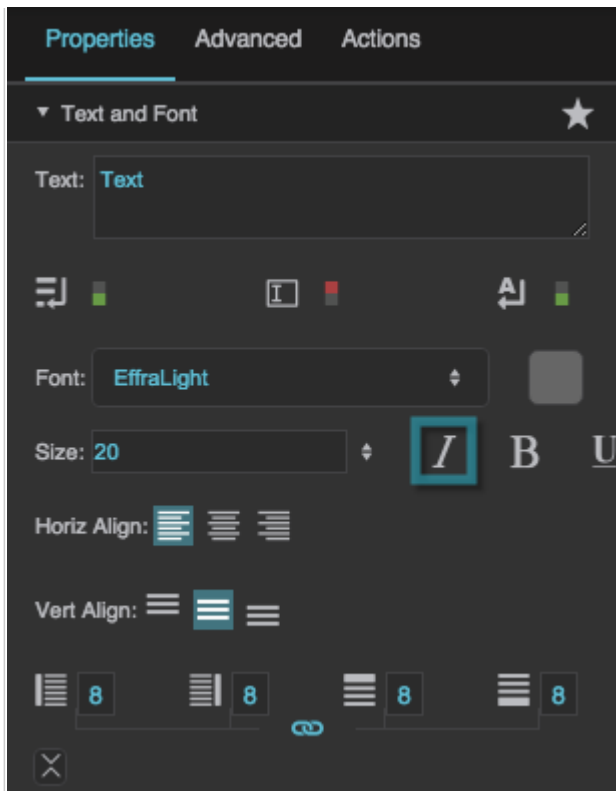 Properties Advanced Actions
Text and Font
Text: Text
A
Font: EffraLight
Size: 20 I B U
Horiz Align:
Vert Align:
8 8 8 8